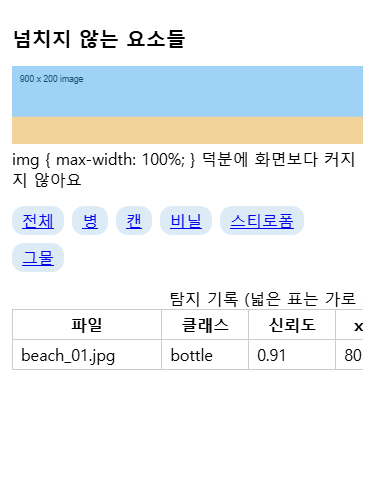 넘치지 않는 요소들
900 x 200 image
img { max-width: 100%; } 덕분에 화면보다 커지
지 않아요
전체 병 캔 비닐 스티로폼
그물
탐지 기록 (넓은 표는 가로
파일 클래스 신뢰도 x
beach_01.jpg bottle 0.91 80